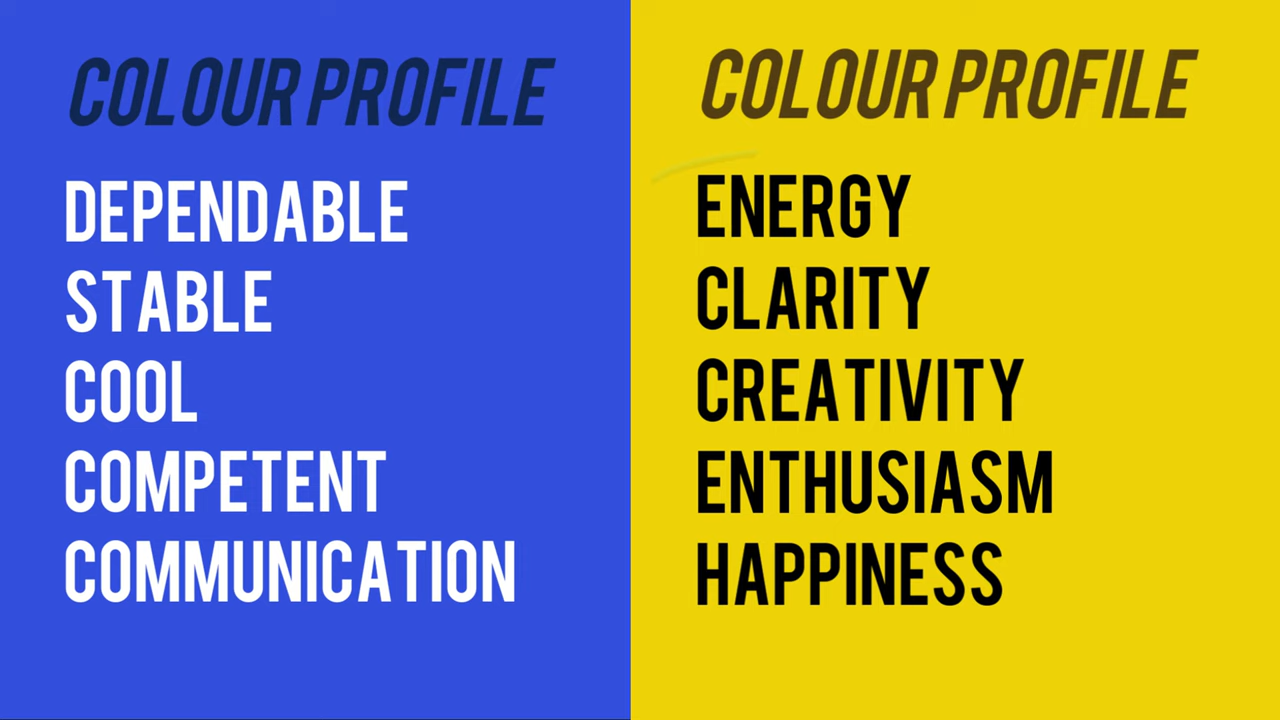 COLOUR PROFILE
DEPENDABLE
STABLE
COOL
COMPETENT
COMMUNICATION
COLOUR PROFILE
ENERGY
CLARITY
CREATIVITY
ENTHUSIASM
HAPPINESS